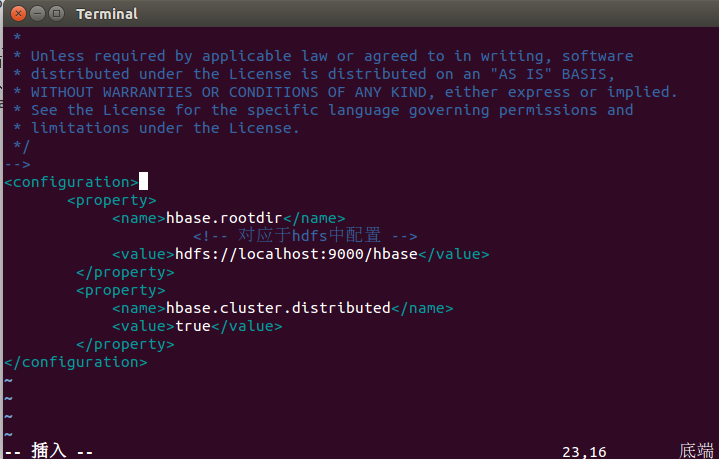 Terminal
*
* Unless required by applicable law or agreed to in writing, software
* distributed under the License is distributed on an "AS IS" BASIS,
* WITHOUT WARRANTIES OR CONDITIONS OF ANY KIND, either express or implied.
* See the License for the specific language governing permissions and
* limitations under the License.
*/
-->
<configuration>
<property>
<name>hbase.rootdir</name>
<!-- 对应于hdfs中配置 -->
<value>hdfs://localhost:9000/hbase</value>
</property>
<property>
<name>hbase.cluster.distributed</name>
<value>true</value>
</property>
</configuration>
~
~
~
~
-- 插入 -- 23,16 底端